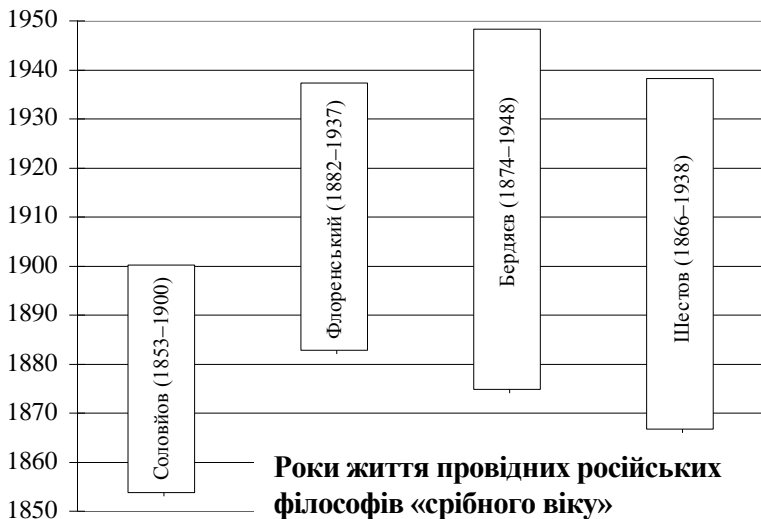 1950
1940
1930
1920
1910
1900
1890
1880
1870
1860
1850
Соловйов (1853–1900)
Флоренський (1882–1937)
Бердяєв (1874–1948)
Шестов (1866–1938)
Роки життя провідних російських
філософів «срібного віку»